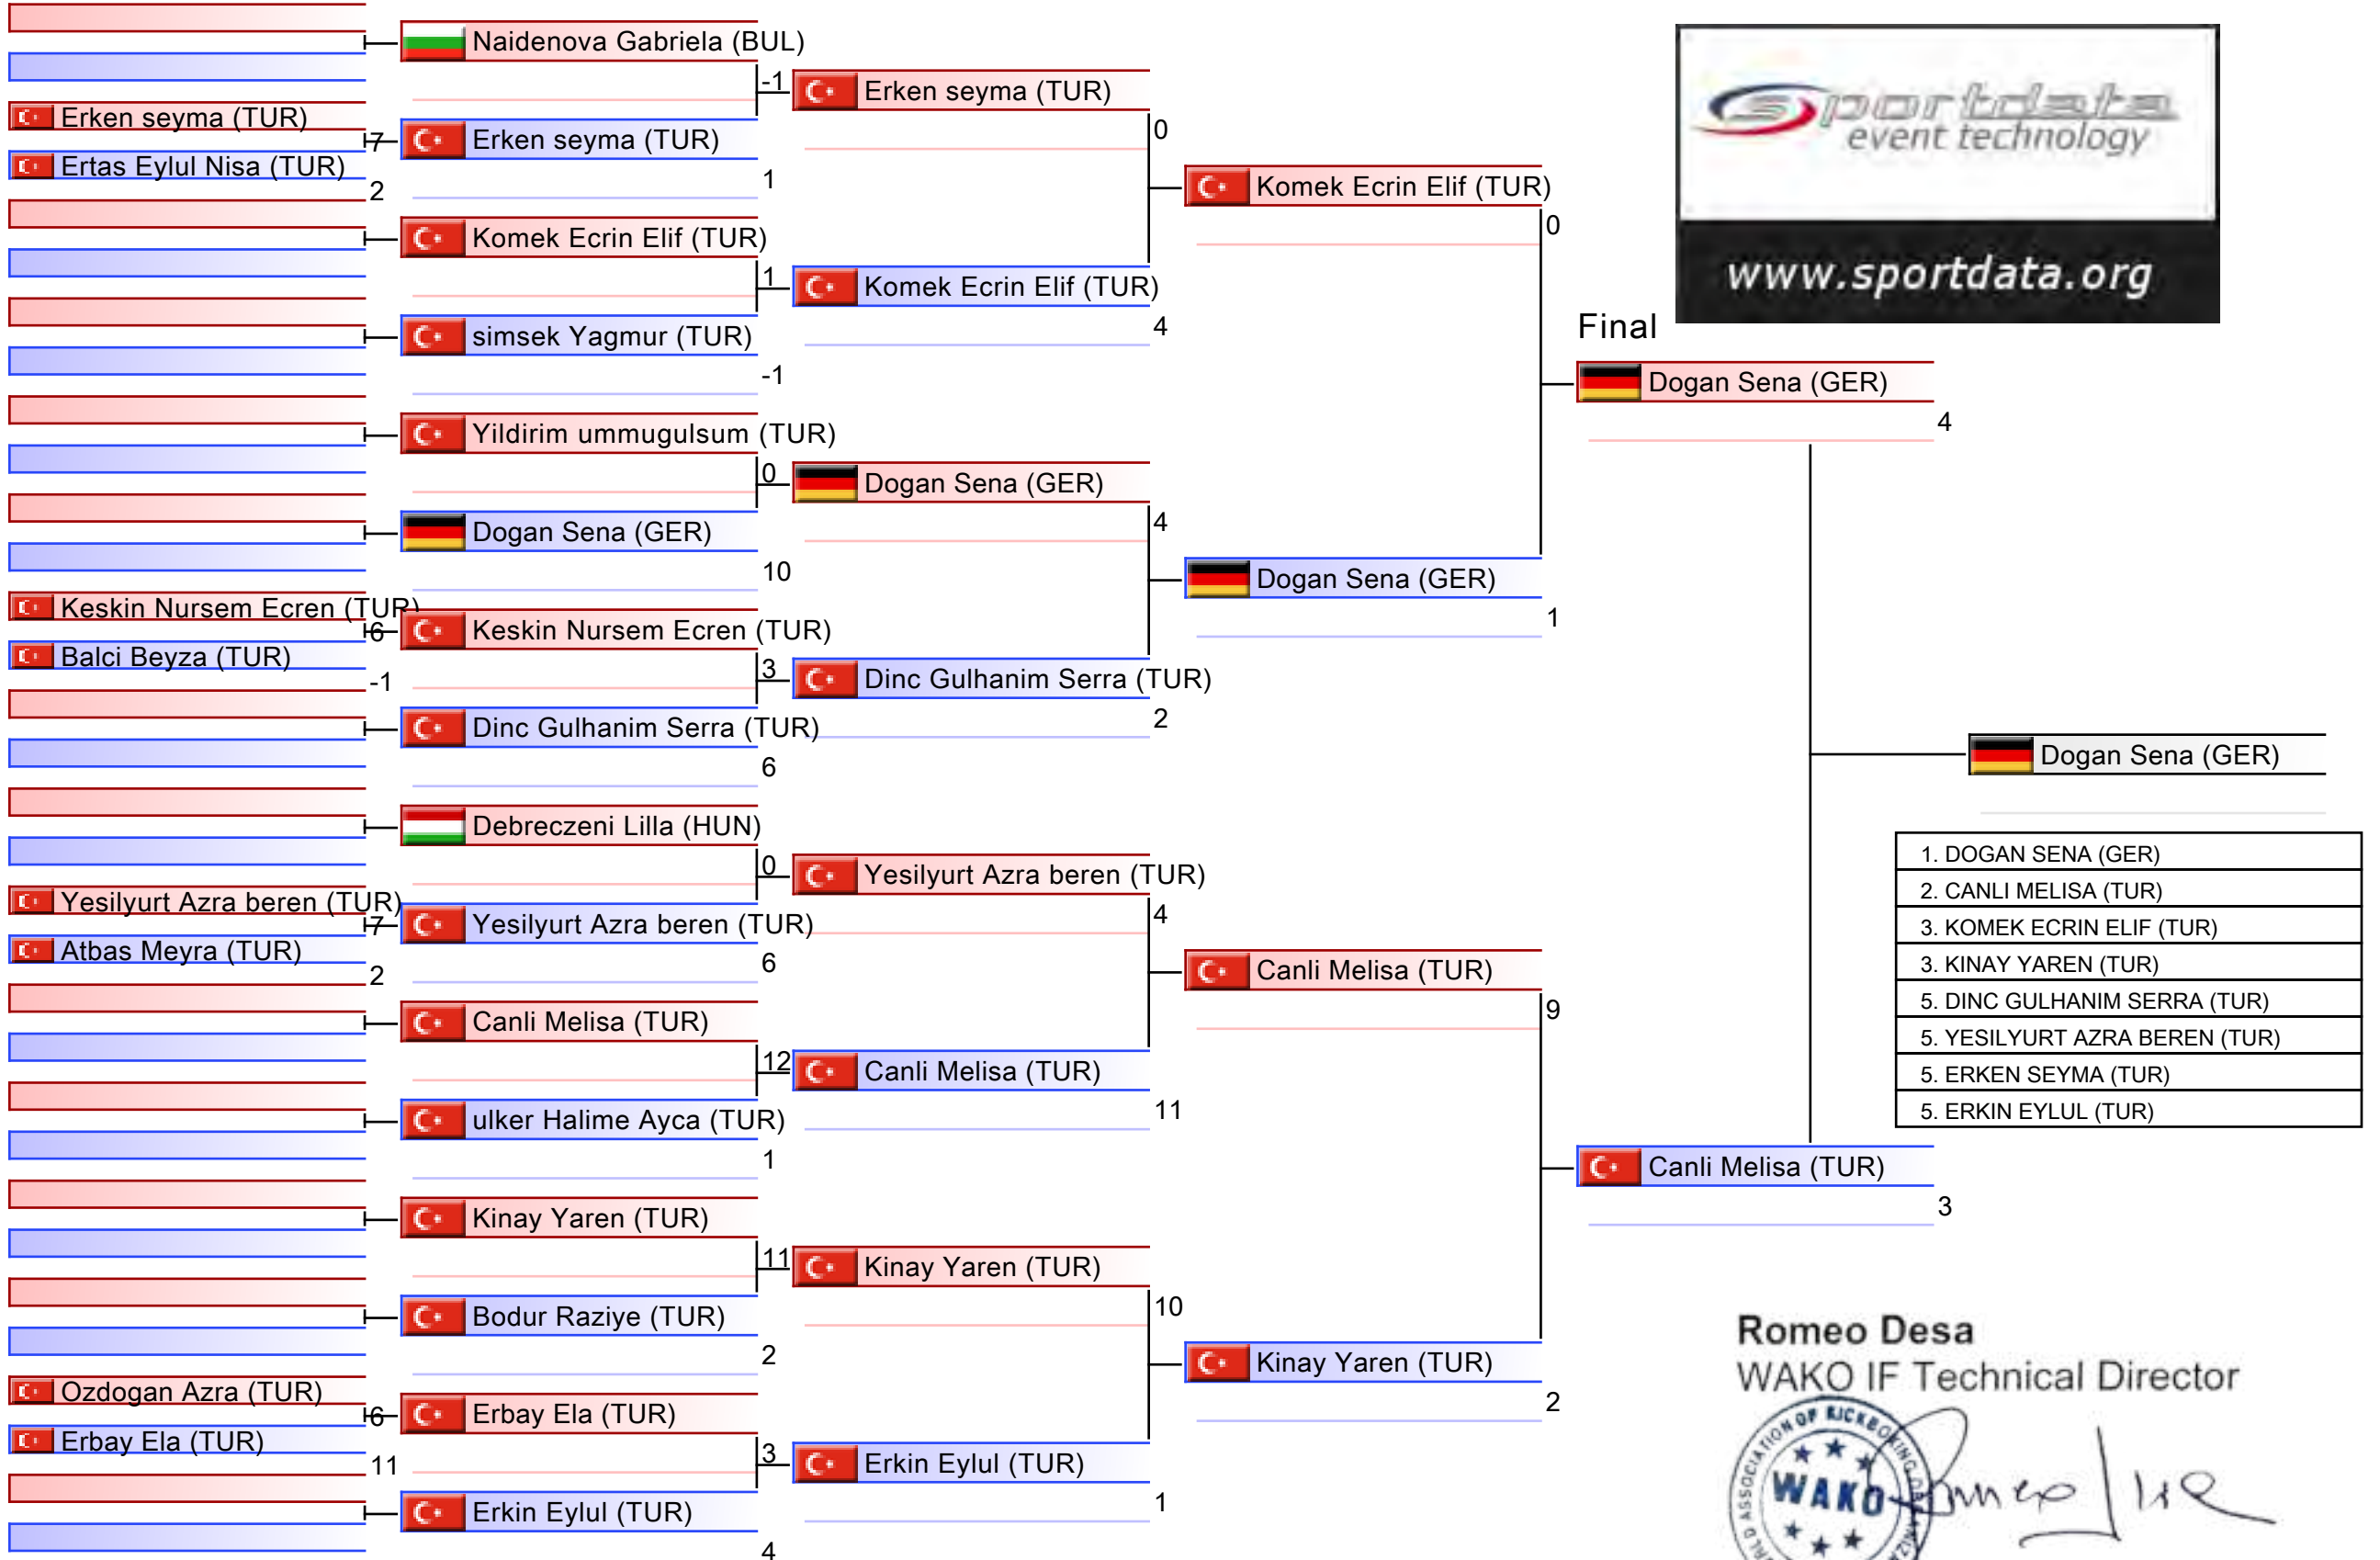 Erken seyma (TUR)
7
Ertas Eylul Nisa (TUR)
2
Keskin Nursem Ecren (TUR)
6
Balci Beyza (TUR)
-1
Yesilyurt Azra beren (TUR)
7
Atbas Meyra (TUR)
2
Ozdogan Azra (TUR)
6
Erbay Ela (TUR)
11
Naidenova Gabriela (BUL)
-1
Erken seyma (TUR)
1
Komek Ecrin Elif (TUR)
1
simsek Yagmur (TUR)
-1
Yildirim ummugulsum (TUR)
0
Dogan Sena (GER)
10
Keskin Nursem Ecren (TUR)
3
Dinc Gulhanim Serra (TUR)
6
Debreczeni Lilla (HUN)
0
Yesilyurt Azra beren (TUR)
6
Canli Melisa (TUR)
12
ulker Halime Ayca (TUR)
1
Kinay Yaren (TUR)
11
Bodur Raziye (TUR)
2
Erbay Ela (TUR)
3
Erkin Eylul (TUR)
4
Erken seyma (TUR)
0
Komek Ecrin Elif (TUR)
4
Dogan Sena (GER)
4
Dinc Gulhanim Serra (TUR)
2
Yesilyurt Azra beren (TUR)
4
Canli Melisa (TUR)
11
Kinay Yaren (TUR)
10
Erkin Eylul (TUR)
1
Komek Ecrin Elif (TUR)
0
Dogan Sena (GER)
1
Canli Melisa (TUR)
9
Kinay Yaren (TUR)
2
sportdata
event technology
www.sportdata.org
Final
Dogan Sena (GER)
4
Canli Melisa (TUR)
3
Dogan Sena (GER)
1. DOGAN SENA (GER)
2. CANLI MELISA (TUR)
3. KOMEK ECRIN ELIF (TUR)
3. KINAY YAREN (TUR)
5. DINC GULHANIM SERRA (TUR)
5. YESILYURT AZRA BEREN (TUR)
5. ERKEN SEYMA (TUR)
5. ERKIN EYLUL (TUR)
Romeo Desa
WAKO IF Technical Director
ASSOCIATION OF KICKBOXING
WAKO